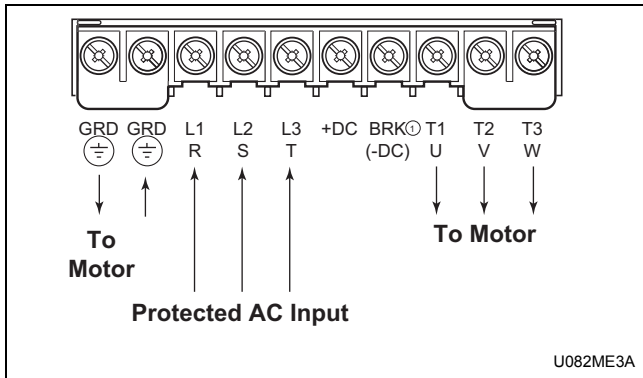 GRD GRD L1 L2 L3 +DC BRK① T1 T2 T3
R S T (-DC) U V W
To Motor
To
Motor
Protected AC Input
U082ME3A